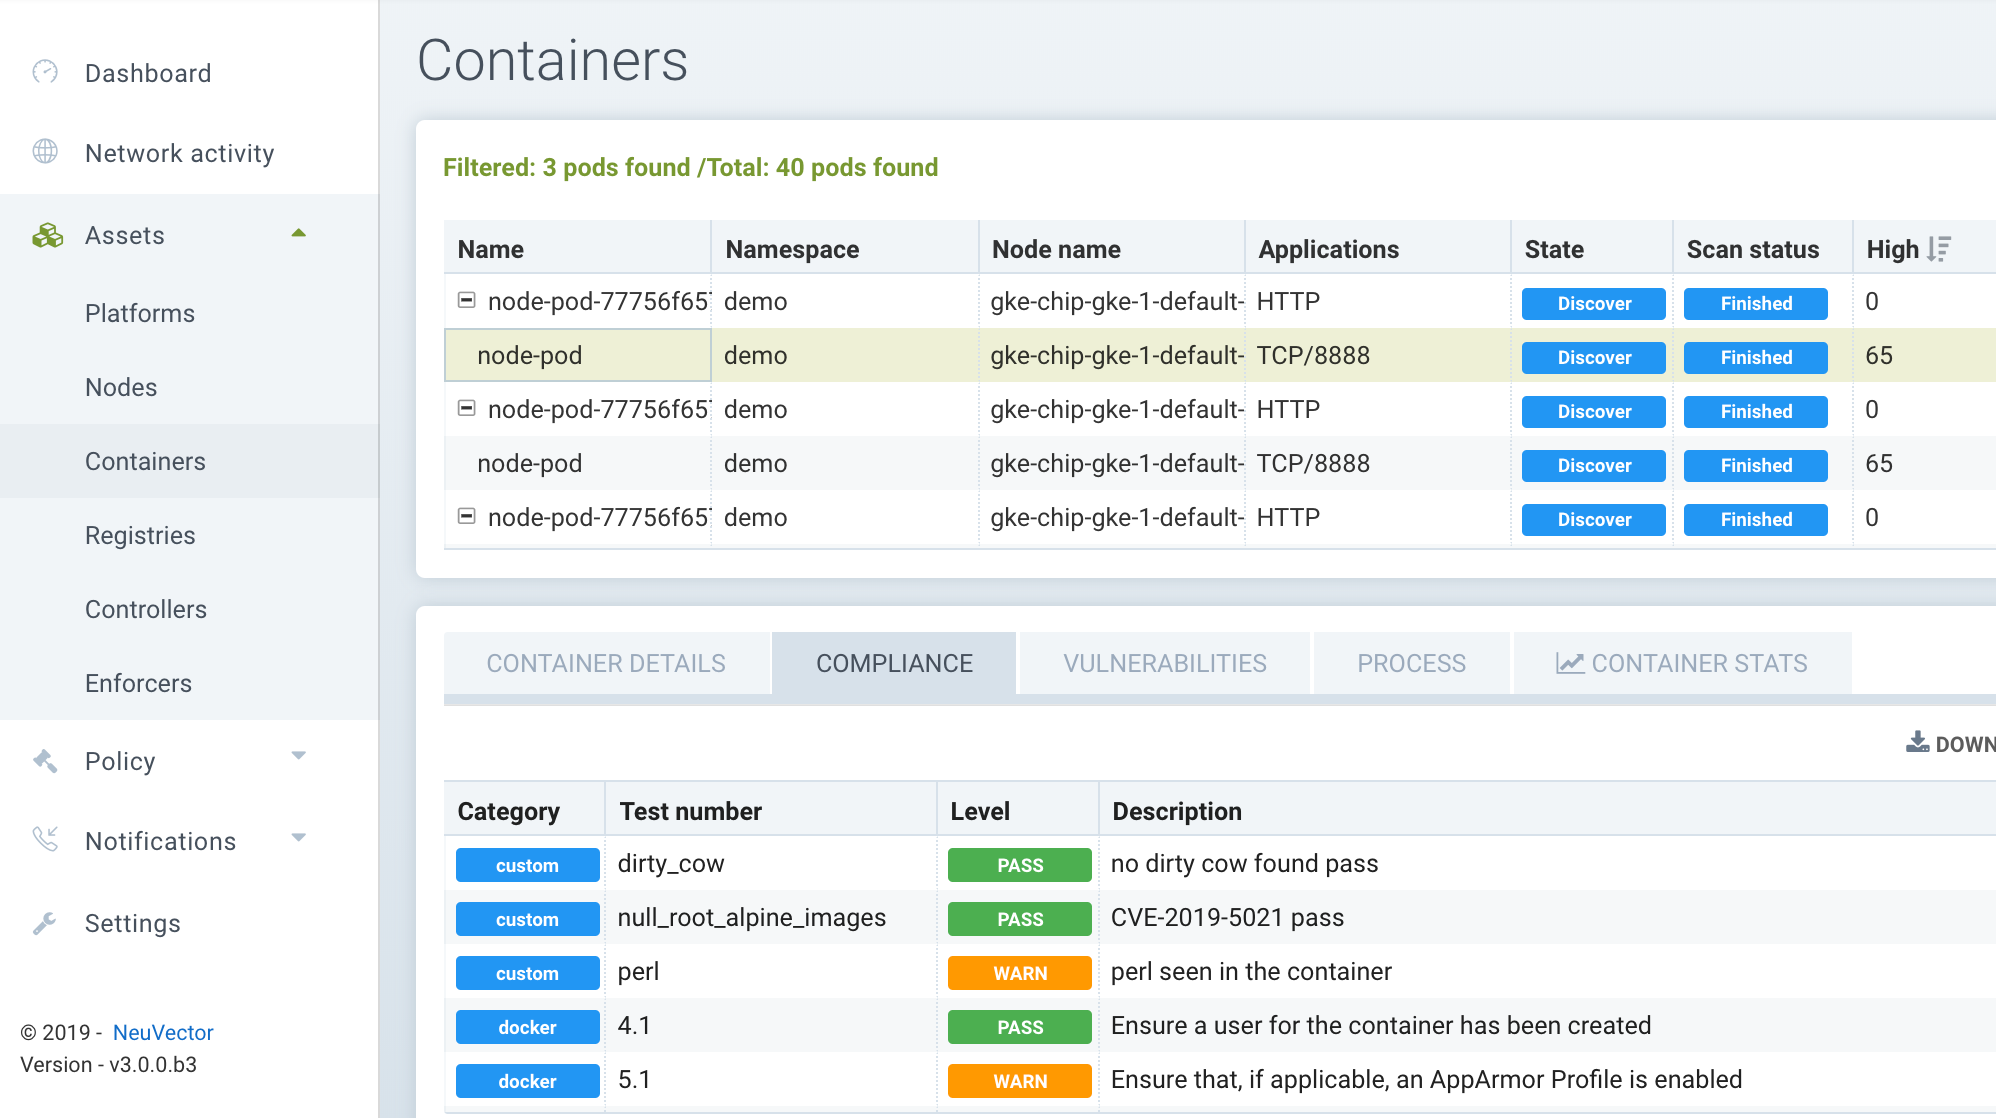 Dashboard
Network activity
Assets
Platforms
Nodes
Containers
Registries
Controllers
Enforcers
Policy
Notifications
Settings
© 2019 - NeuVector
Version - v3.0.0.b3
Containers
Filtered: 3 pods found /Total: 40 pods found
Name Namespace Node name Applications State Scan status High
node-pod-77756f657 demo gke-chip-gke-1-default- HTTP Discover Finished 0
node-pod demo gke-chip-gke-1-default- TCP/8888 Discover Finished 65
node-pod-77756f657 demo gke-chip-gke-1-default- HTTP Discover Finished 0
node-pod demo gke-chip-gke-1-default- TCP/8888 Discover Finished 65
node-pod-77756f657 demo gke-chip-gke-1-default- HTTP Discover Finished 0
CONTAINER DETAILS COMPLIANCE VULNERABILITIES PROCESS CONTAINER STATS
DOWN
Category Test number Level Description
custom dirty_cow PASS no dirty cow found pass
custom null_root_alpine_images PASS CVE-2019-5021 pass
custom perl WARN perl seen in the container
docker 4.1 PASS Ensure a user for the container has been created
docker 5.1 WARN Ensure that, if applicable, an AppArmor Profile is enabled